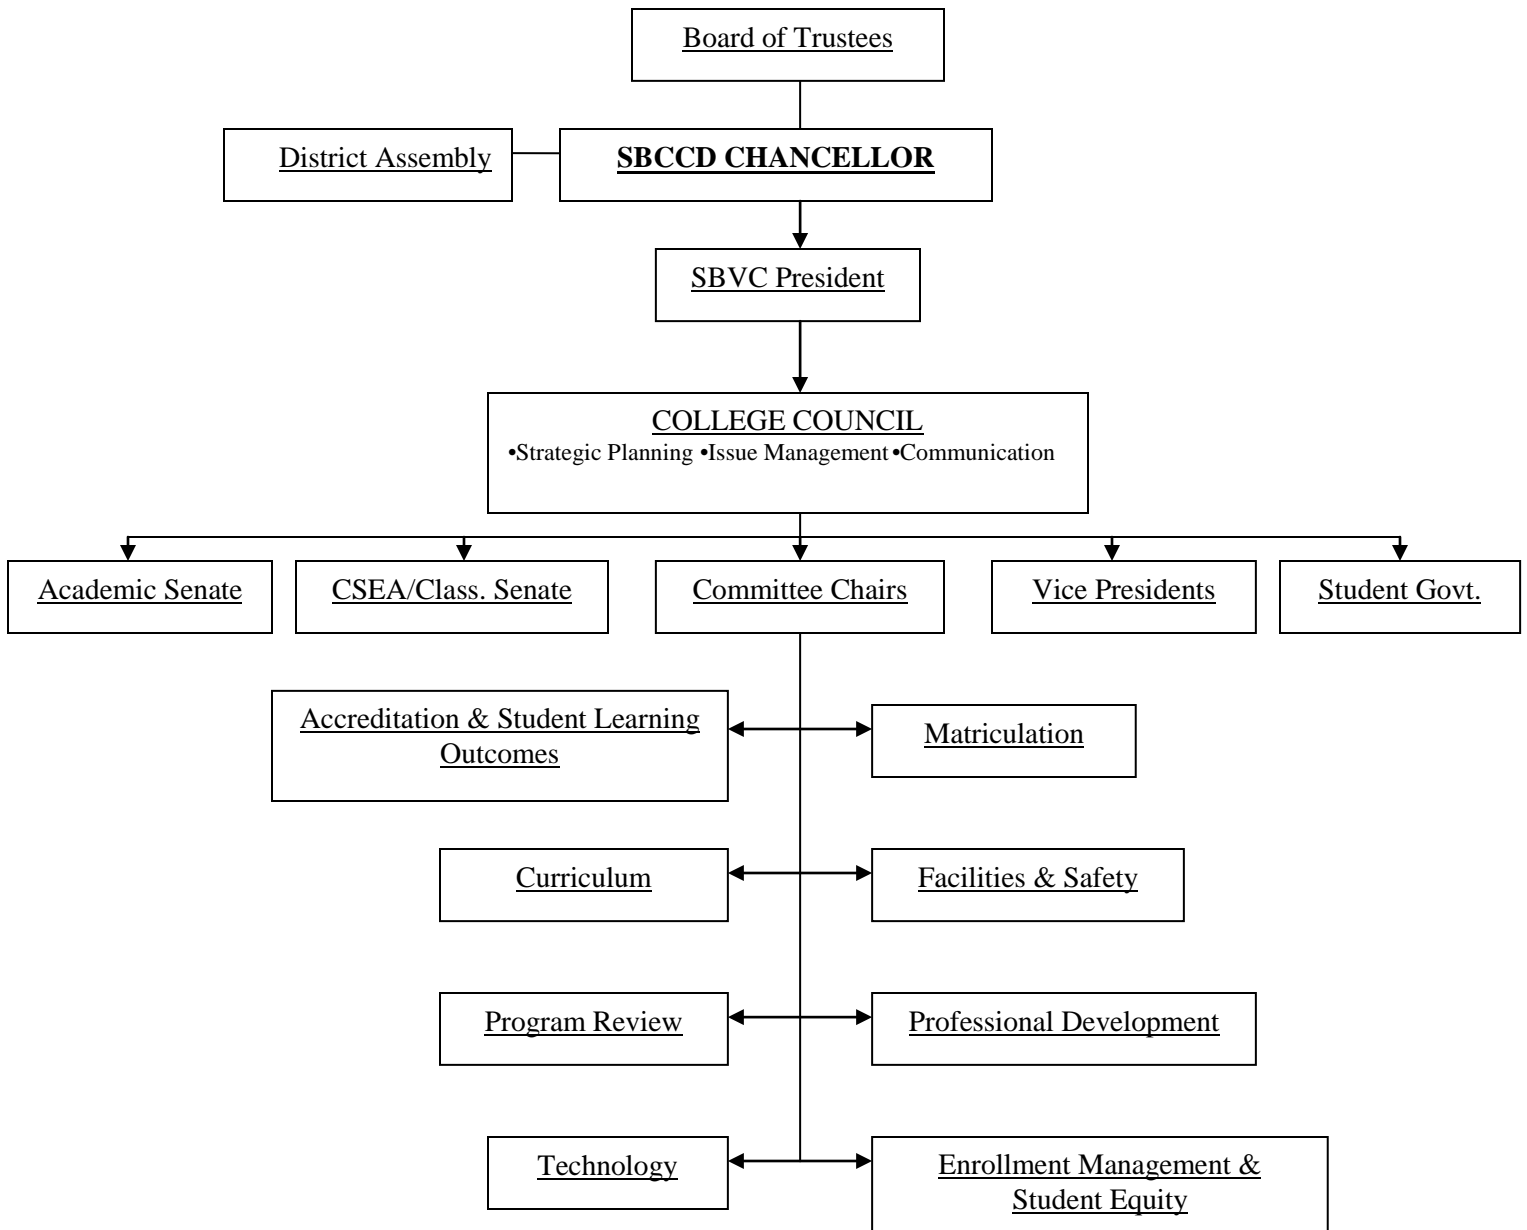 Board of Trustees
District Assembly
SBCCD CHANCELLOR
SBVC President
COLLEGE COUNCIL
•Strategic Planning •Issue Management •Communication
Academic Senate
CSEA/Class. Senate
Committee Chairs
Vice Presidents
Student Govt.
Accreditation & Student Learning
Outcomes
Matriculation
Curriculum
Facilities & Safety
Program Review
Professional Development
Technology
Enrollment Management &
Student Equity